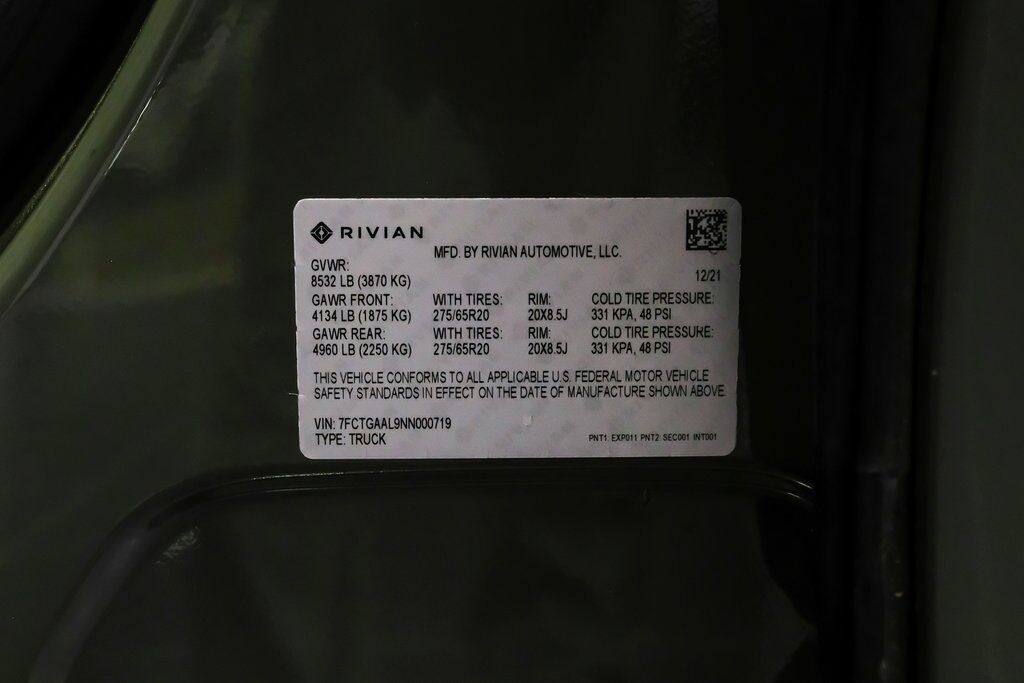 RIVIAN
MFD. BY RIVIAN AUTOMOTIVE, LLC.
GVWR:
8532 LB (3870 KG)
12/21
GAWR FRONT: WITH TIRES: RIM: COLD TIRE PRESSURE:
4134 LB (1875 KG) 275/65R20 20X8.5J 331 KPA, 48 PSI
GAWR REAR: WITH TIRES: RIM: COLD TIRE PRESSURE:
4960 LB (2250 KG) 275/65R20 20X8.5J 331 KPA, 48 PSI
THIS VEHICLE CONFORMS TO ALL APPLICABLE U.S. FEDERAL MOTOR VEHICLE
SAFETY STANDARDS IN EFFECT ON THE DATE OF MANUFACTURE SHOWN ABOVE.
VIN: 7FCTGAAL9NN000719
TYPE: TRUCK
PNT1 EXP011 PNT2 SEC001 INT001